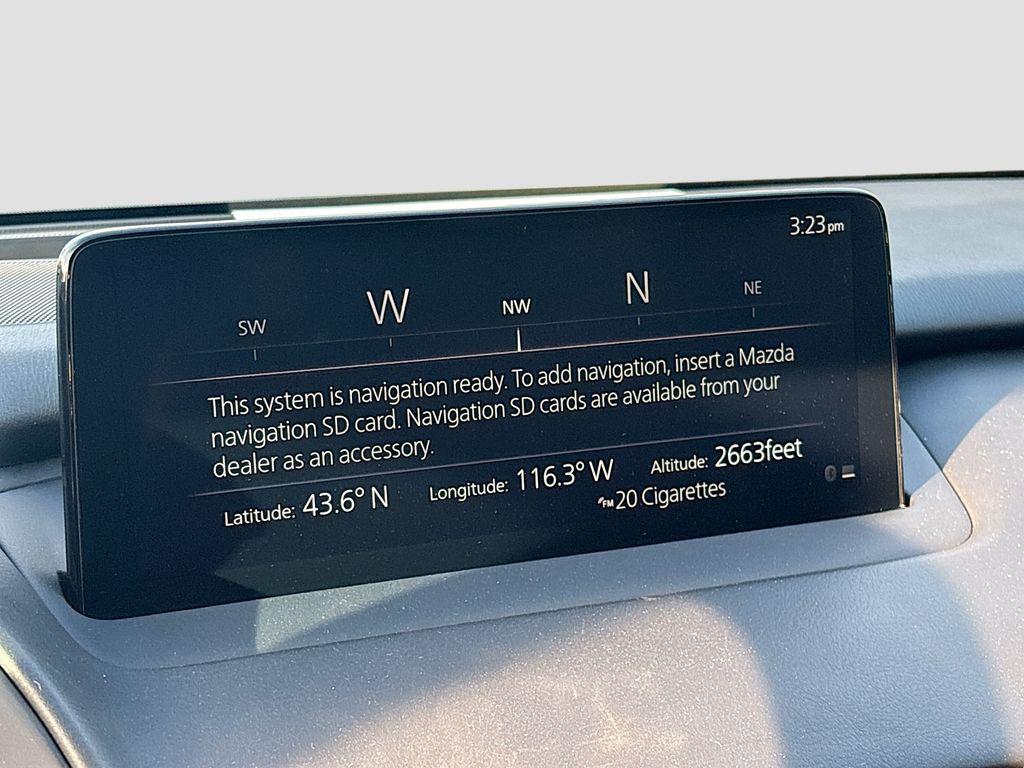 3:23pm
SW W NW N NE
This system is navigation ready. To add navigation, insert a Mazda
navigation SD card. Navigation SD cards are available from your
dealer as an accessory.
Latitude: 43.6° N Longitude: 116.3° W Altitude: 2663feet
FM 20 Cigarettes